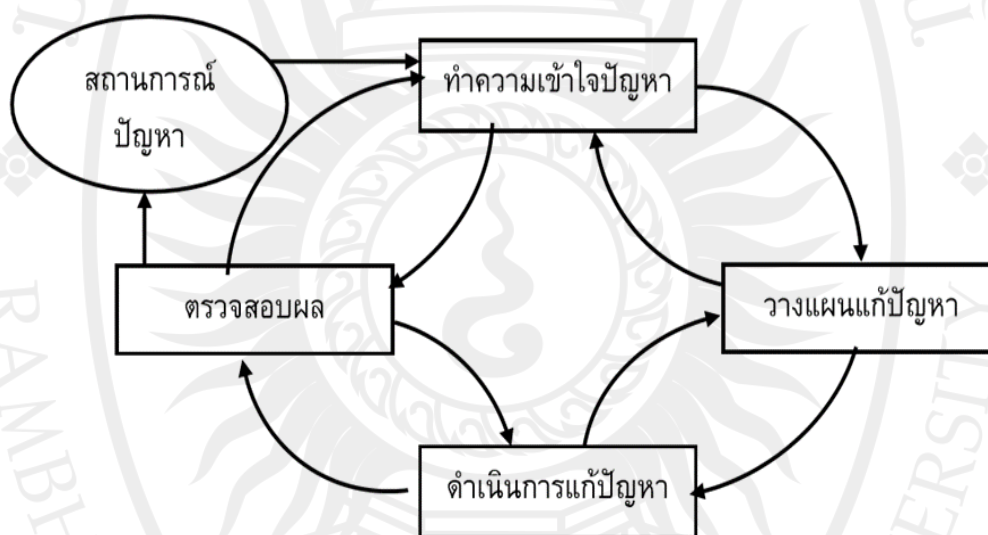 สถานการณ์
ปัญหา
ทำความเข้าใจปัญหา
ตรวจสอบผล
วางแผนแก้ปัญหา
ดำเนินการแก้ปัญหา
RAMBH
ERSITY